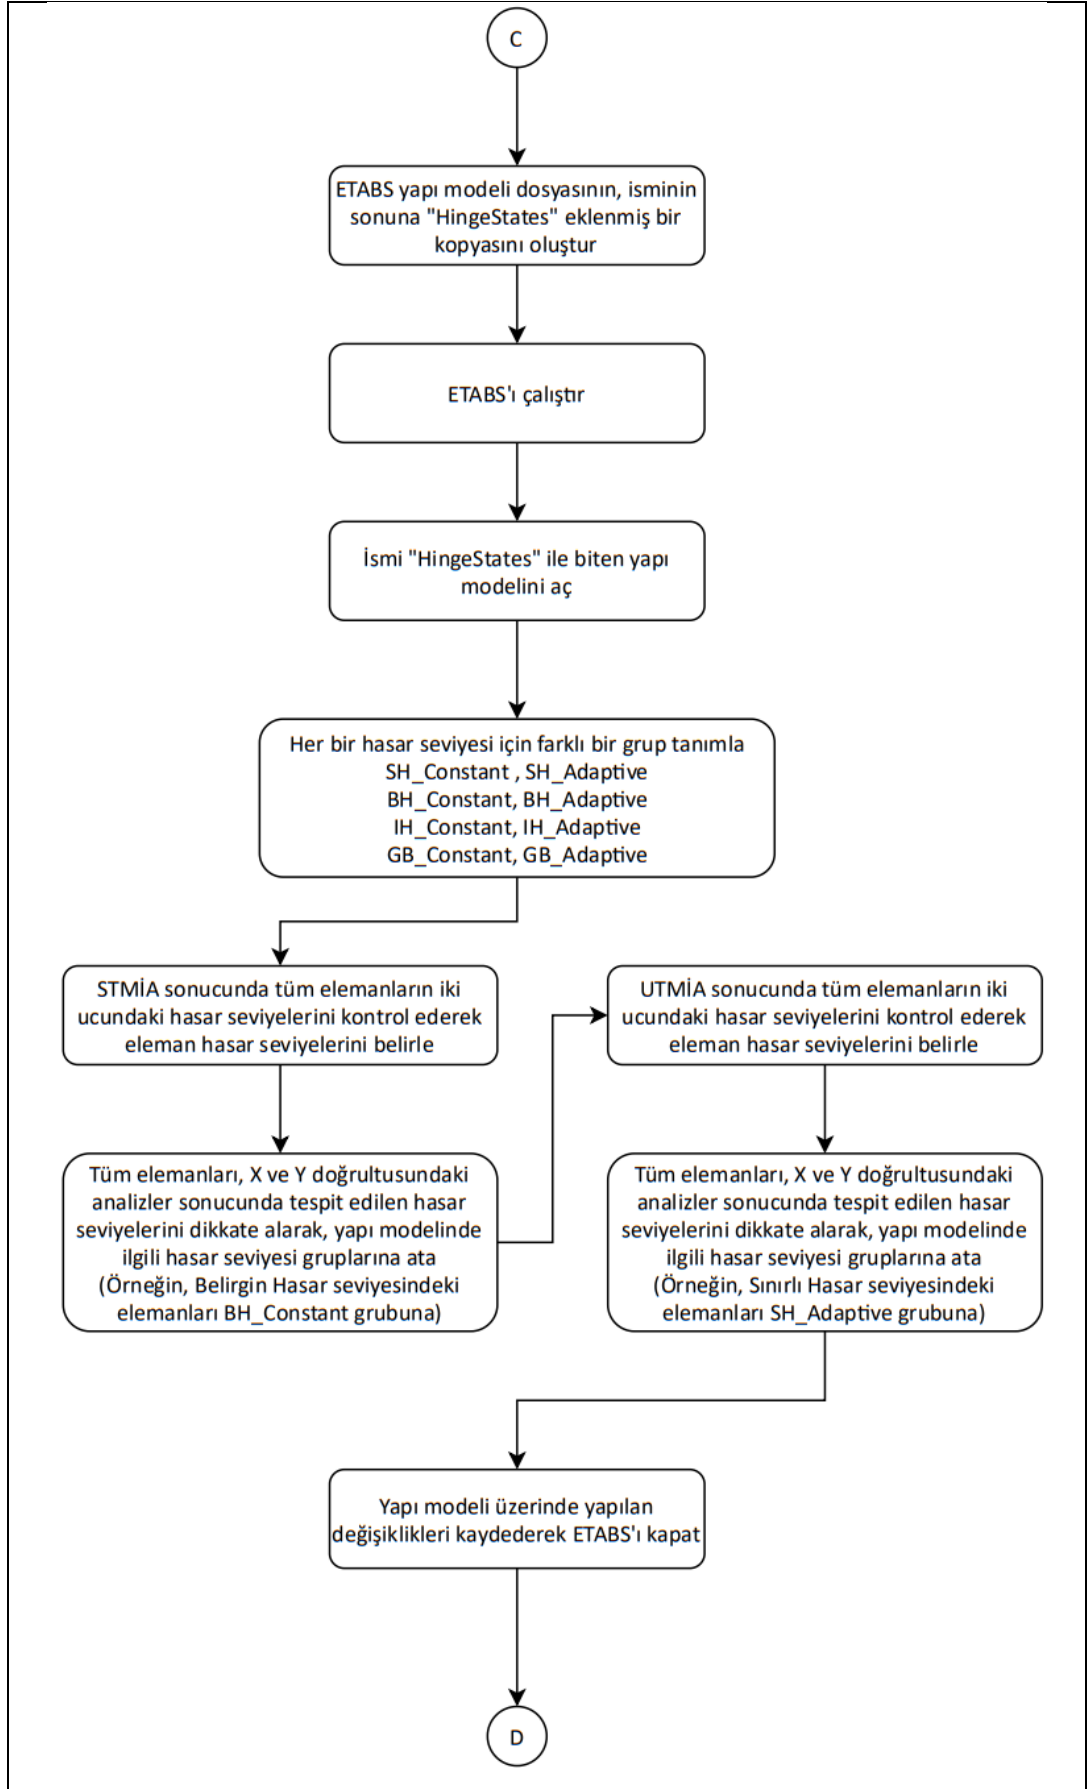 C
ETABS yapı modeli dosyasının, isminin
sonuna "HingeStates" eklenmiş bir
kopyasını oluştur
ETABS'ı çalıştır
İsmi "HingeStates" ile biten yapı
modelini aç
Her bir hasar seviyesi için farklı bir grup tanımla
SH_Constant , SH_Adaptive
BH_Constant, BH_Adaptive
IH_Constant, IH_Adaptive
GB_Constant, GB_Adaptive
STMİA sonucunda tüm elemanların iki
ucundaki hasar seviyelerini kontrol ederek
eleman hasar seviyelerini belirle
Tüm elemanları, X ve Y doğrultusundaki
analizler sonucunda tespit edilen hasar
seviyelerini dikkate alarak, yapı modelinde
ilgili hasar seviyesi gruplarına ata
(Örneğin, Belirgin Hasar seviyesindeki
elemanları BH_Constant grubuna)
UTMİA sonucunda tüm elemanların iki
ucundaki hasar seviyelerini kontrol ederek
eleman hasar seviyelerini belirle
Tüm elemanları, X ve Y doğrultusundaki
analizler sonucunda tespit edilen hasar
seviyelerini dikkate alarak, yapı modelinde
ilgili hasar seviyesi gruplarına ata
(Örneğin, Sınırlı Hasar seviyesindeki
elemanları SH_Adaptive grubuna)
Yapı modeli üzerinde yapılan
değişiklikleri kaydederek ETABS'ı kapat
D